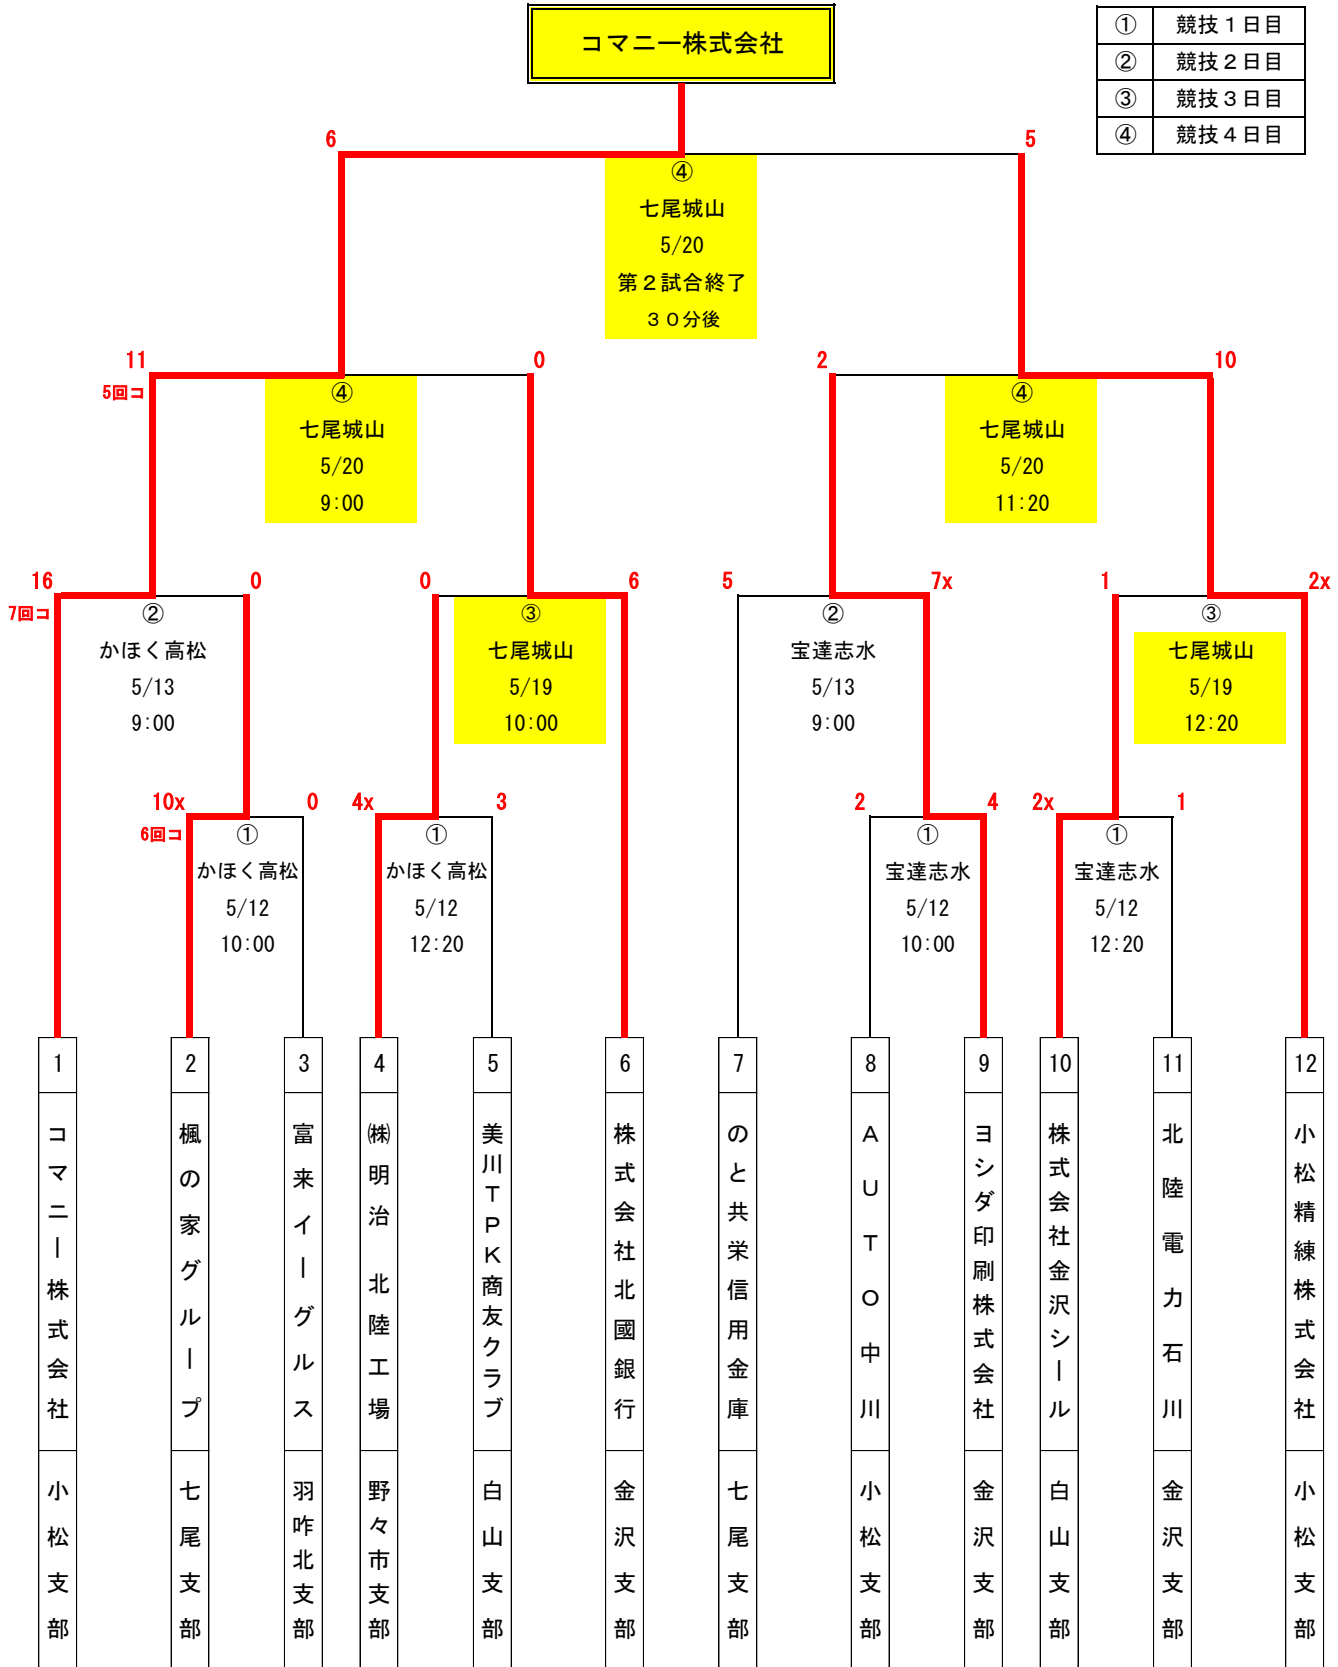 コマニー株式会社
① 競技１日目
② 競技２日目
③ 競技３日目
④ 競技４日目
6
5
④
七尾城山
5/20
第２試合終了
３０分後
11
5回コ
0
2
10
④
七尾城山
5/20
9:00
④
七尾城山
5/20
11:20
16
7回コ
0
0
6
5
7x
1
2x
②
かほく高松
5/13
9:00
③
七尾城山
5/19
10:00
②
宝達志水
5/13
9:00
③
七尾城山
5/19
12:20
10x
6回コ
0
4x
3
2
4
2x
1
①
かほく高松
5/12
10:00
①
かほく高松
5/12
12:20
①
宝達志水
5/12
10:00
①
宝達志水
5/12
12:20
1
コマニー株式会社
小松支部
2
楓の家グループ
七尾支部
3
富来イーグルス
羽咋北支部
4
㈱明治 北陸工場
野々市支部
5
美川ＴＰＫ商友クラブ
白山支部
6
株式会社北國銀行
金沢支部
7
のと共栄信用金庫
七尾支部
8
ＡＵＴＯ中川
小松支部
9
ヨシダ印刷株式会社
金沢支部
10
株式会社金沢シール
白山支部
11
北陸電力石川
金沢支部
12
小松精練株式会社
小松支部